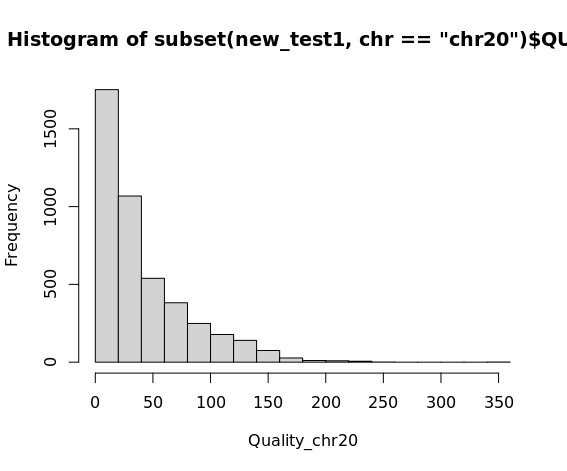 Histogram of subset(new_test1, chr == "chr20")$QU
Frequency
1500
1000
500
0
0 50 100 150 200 250 300 350
Quality_chr20